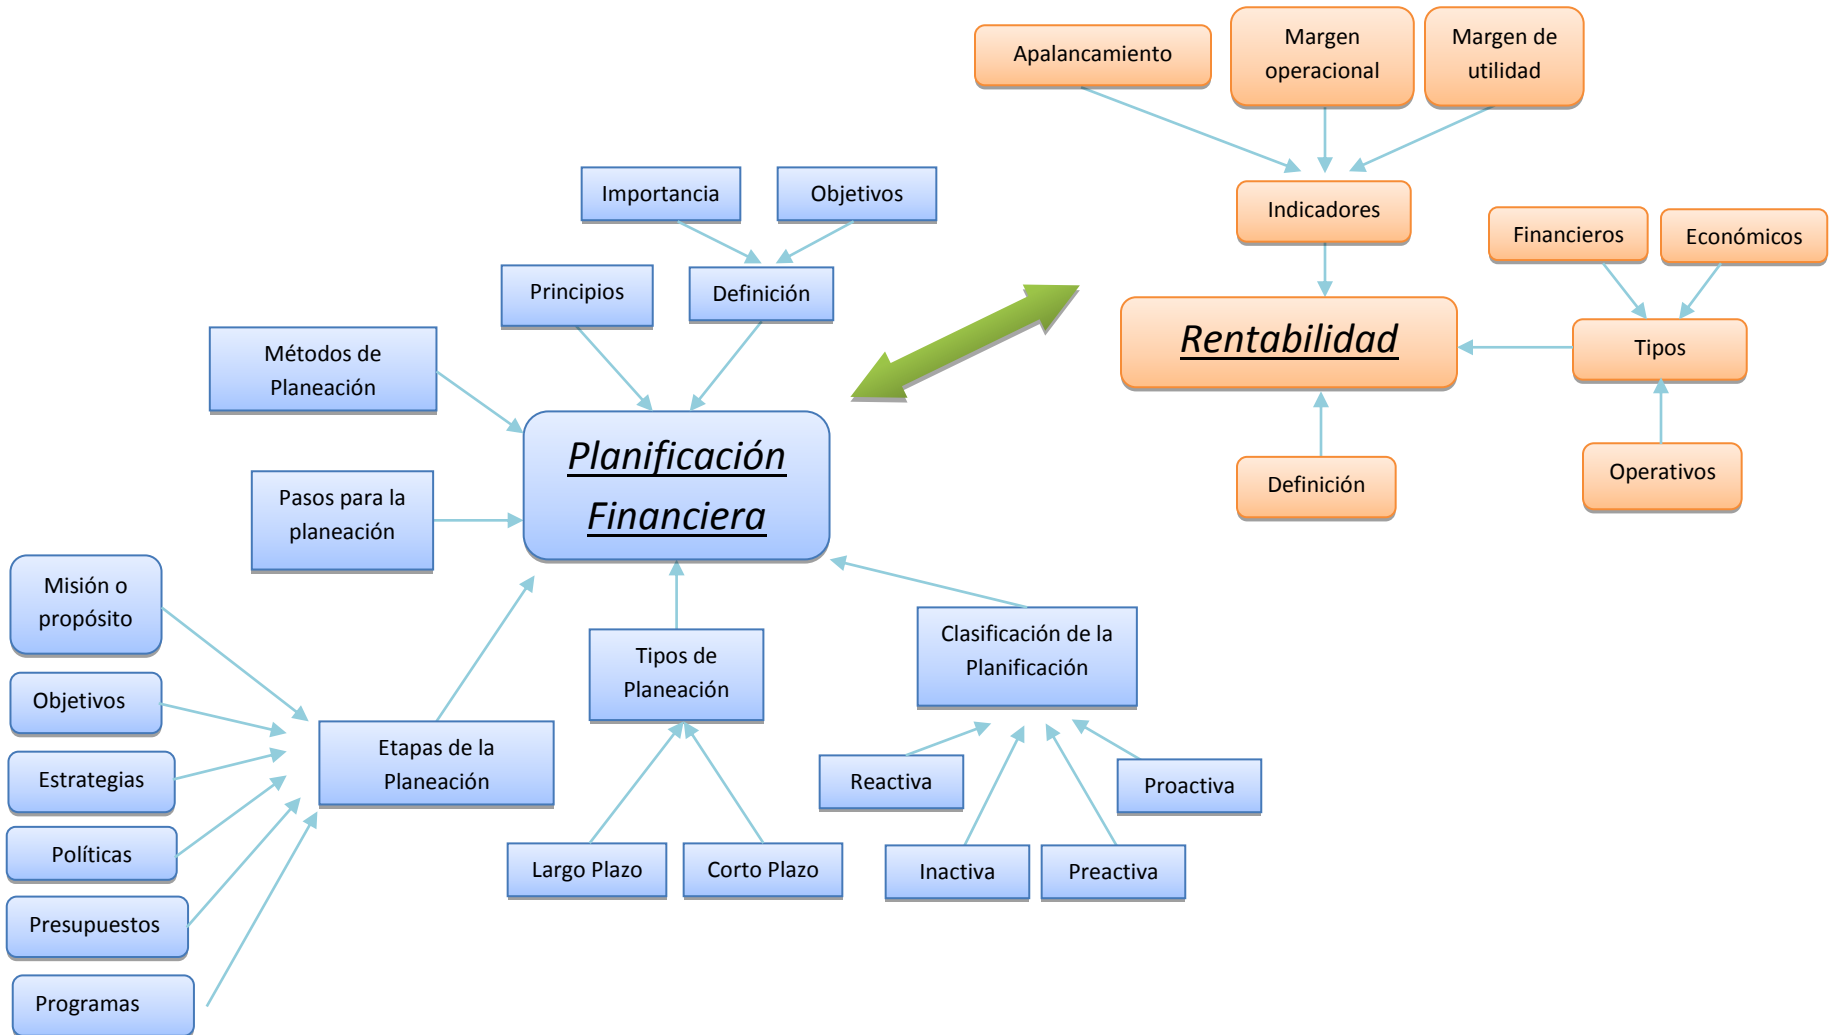 Apalancamiento
Margen
operacional
Margen de
utilidad
Importancia
Objetivos
Indicadores
Financieros
Económicos
Principios
Definición
Métodos de
Planeación
Rentabilidad
Tipos
Planificación
Financiera
Pasos para la
planeación
Definición
Operativos
Misión o
propósito
Objetivos
Estrategias
Políticas
Presupuestos
Programas
Etapas de la
Planeación
Tipos de
Planeación
Clasificación de la
Planificación
Reactiva
Proactiva
Largo Plazo
Corto Plazo
Inactiva
Preactiva